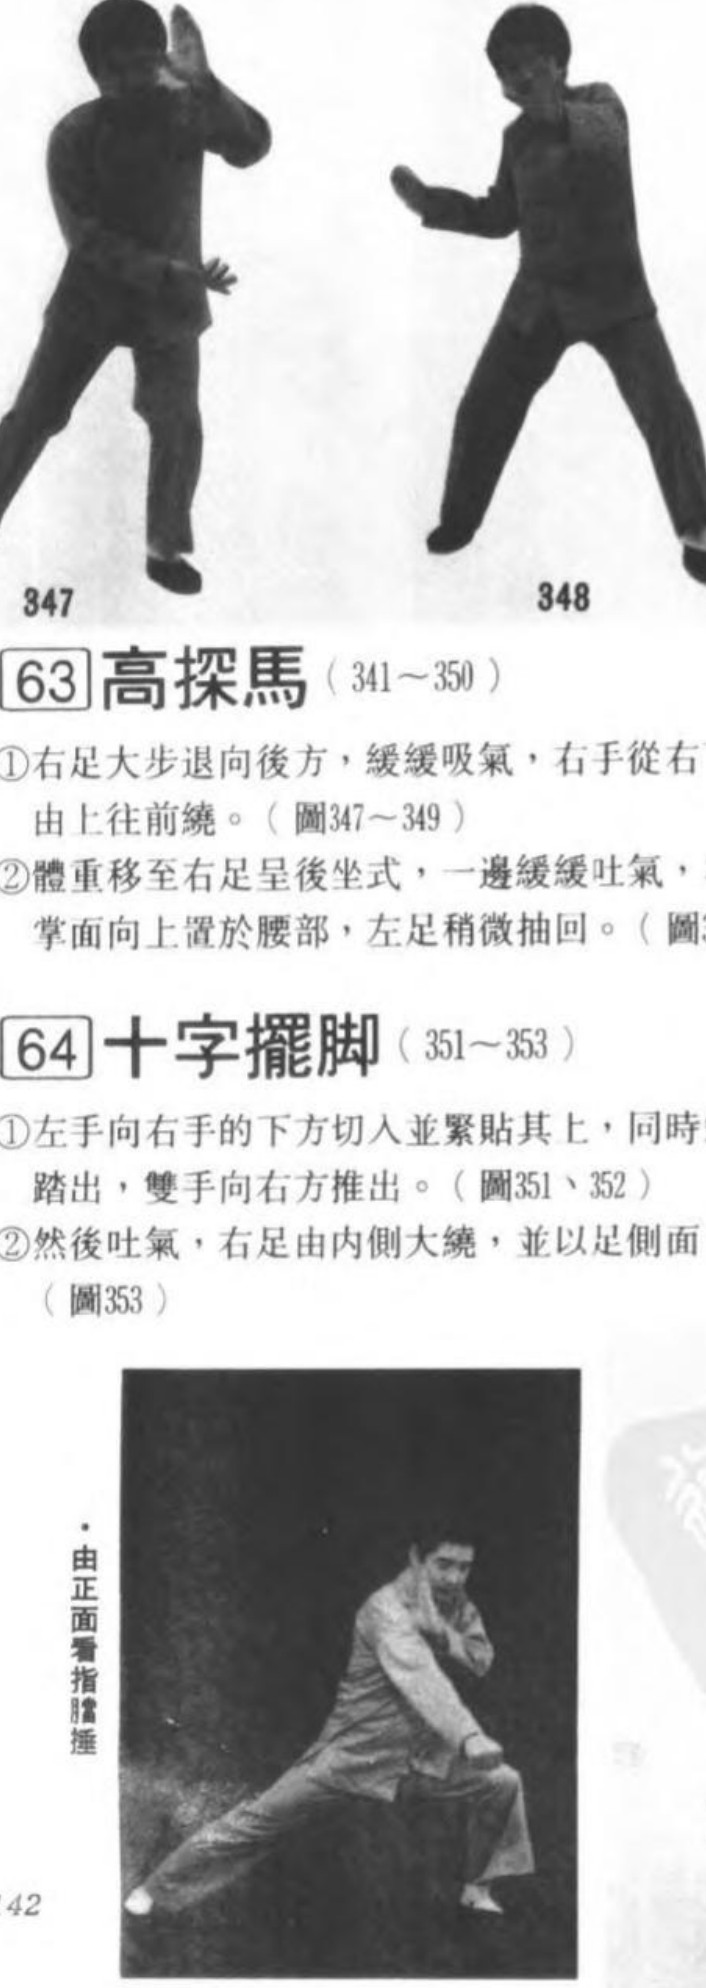 347
348
63 高探馬（341～350）
①右足大步退向後方，緩緩吸氣，右手從右
由上往前繞。（圖347～349）
②體重移至右足呈後坐式，一邊緩緩吐氣，
掌面向上置於腰部，左足稍微抽回。（圖3
64 十字擺脚（351～353）
①左手向右手的下方切入並緊貼其上，同時
踏出，雙手向右方推出。（圖351、352）
②然後吐氣，右足由內側大繞，並以足側面
（圖353）
・由正面看指膅捶
142